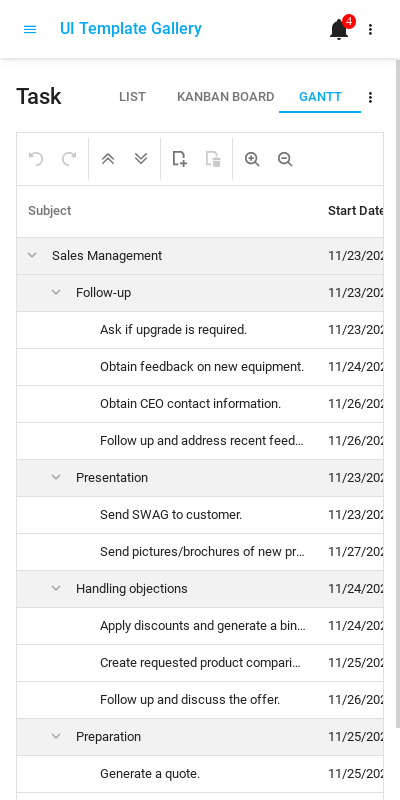 UI Template Gallery
4
Task
LIST
KANBAN BOARD
GANTT
Subject
Start Date
Sales Management 11/23/202
Follow-up 11/23/202
Ask if upgrade is required. 11/23/202
Obtain feedback on new equipment. 11/24/202
Obtain CEO contact information. 11/26/202
Follow up and address recent feed... 11/26/202
Presentation 11/23/202
Send SWAG to customer. 11/23/202
Send pictures/brochures of new pr... 11/27/202
Handling objections 11/24/202
Apply discounts and generate a bin... 11/24/202
Create requested product compari... 11/25/202
Follow up and discuss the offer. 11/26/202
Preparation 11/25/202
Generate a quote. 11/25/202